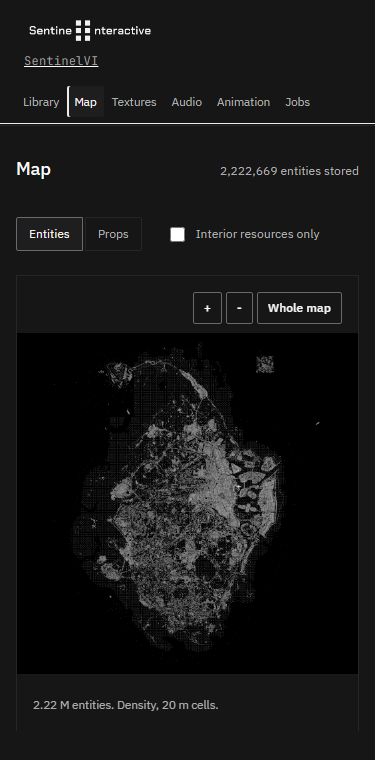 Sentine nteractive
SentinelVI
Library Map Textures Audio Animation Jobs
Map 2,222,669 entities stored
Entities Props Interior resources only
+ - Whole map
2.22 M entities. Density, 20 m cells.